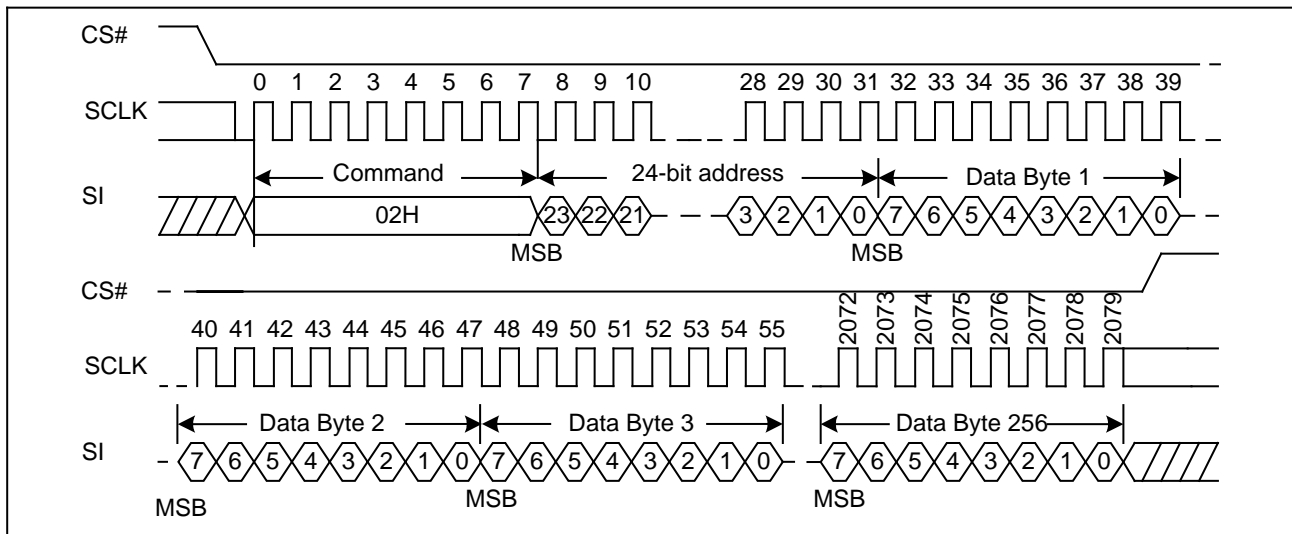 CS#
0 1 2 3 4 5 6 7 8 9 10 28 29 30 31 32 33 34 35 36 37 38 39
SCLK
Command 24-bit address Data Byte 1
SI
02H 23 22 21 3 2 1 0 7 6 5 4 3 2 1 0
MSB MSB
CS#
2072 2073 2074 2075 2076 2077 2078 2079
40 41 42 43 44 45 46 47 48 49 50 51 52 53 54 55
SCLK
Data Byte 2 Data Byte 3 Data Byte 256
SI
7 6 5 4 3 2 1 0 7 6 5 4 3 2 1 0 7 6 5 4 3 2 1 0
MSB MSB MSB